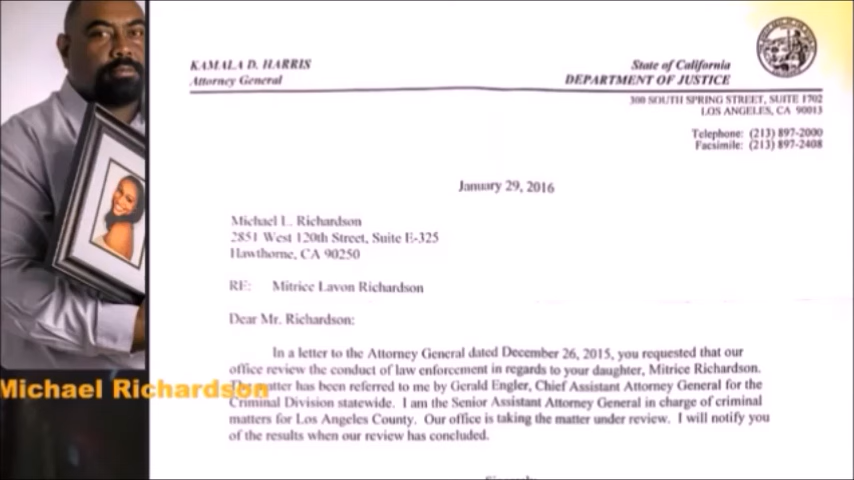 KAMALA D. HARRIS
Attorney General
State of California
DEPARTMENT OF JUSTICE
300 SOUTH SPRING STREET, SUITE 1702
LOS ANGELES, CA 90013
Telephone: (213) 897-2000
Facsimile: (213) 897-2408
January 29, 2016
Michael L. Richardson
2851 West 120th Street, Suite E-325
Hawthorne, CA 90250
RE: Mitrice Lavon Richardson
Dear Mr. Richardson:
In a letter to the Attorney General dated December 26, 2015, you requested that our
office review the conduct of law enforcement in regards to your daughter, Mitrice Richardson.
matter has been referred to me by Gerald Engler, Chief Assistant Attorney General for the
Criminal Division statewide. I am the Senior Assistant Attorney General in charge of criminal
matters for Los Angeles County. Our office is taking the matter under review. I will notify you
of the results when our review has concluded.
Michael Richardson